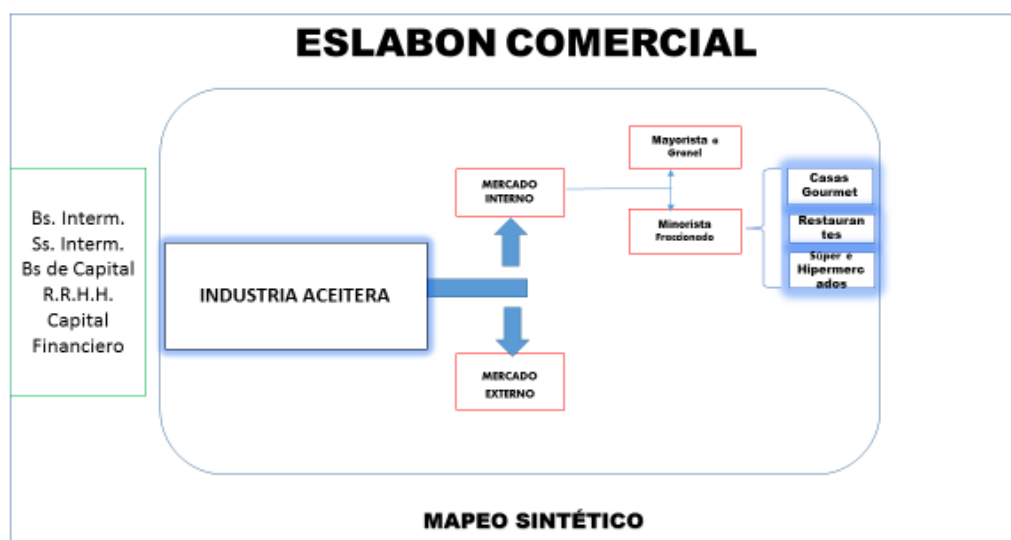 ESLABON COMERCIAL
Bs. Interm.
Ss. Interm.
Bs de Capital
R.R.H.H.
Capital
Financiero
INDUSTRIA ACEITERA
MERCADO
INTERNO
MERCADO
EXTERNO
Mayorista o
Granel
Minorista
Fraccionado
Casas
Gourmet
Restauran
tes
Súper e
Hipermerc
ados
MAPEO SINTÉTICO